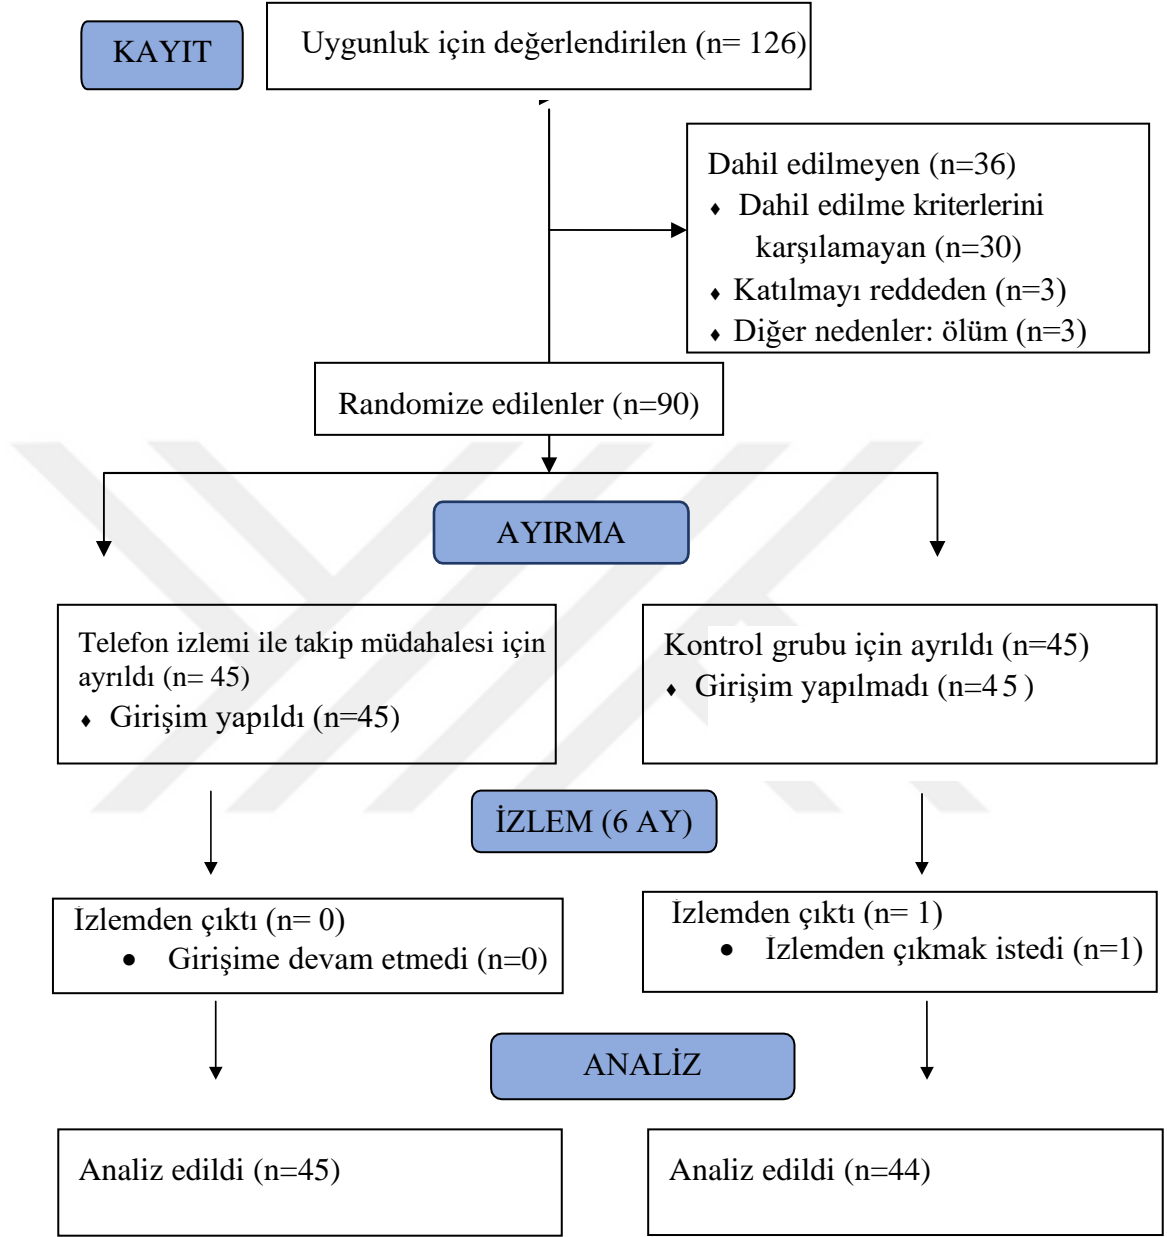 KAYIT
Uygunluk için değerlendirilen (n= 126)
Dahil edilmeyen (n=36)
♦ Dahil edilme kriterlerini
karşılamayan (n=30)
♦ Katılmayı reddeden (n=3)
♦ Diğer nedenler: ölüm (n=3)
Randomize edilenler (n=90)
AYIRMA
Telefon izlemi ile takip müdahalesi için
ayrıldı (n= 45)
♦ Girişim yapıldı (n=45)
Kontrol grubu için ayrıldı (n=45)
♦ Girişim yapılmadı (n=45)
İZLEM (6 AY)
İzlemden çıktı (n= 0)
• Girişime devam etmedi (n=0)
İzlemden çıktı (n= 1)
• İzlemden çıkmak istedi (n=1)
ANALİZ
Analiz edildi (n=45)
Analiz edildi (n=44)